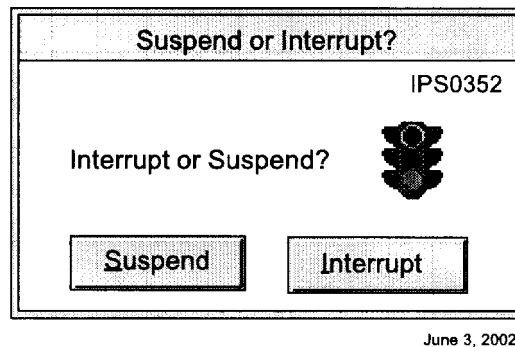 Suspend or Interrupt?
IPS0352
Interrupt or Suspend?
Suspend
Interrupt
June 3, 2002